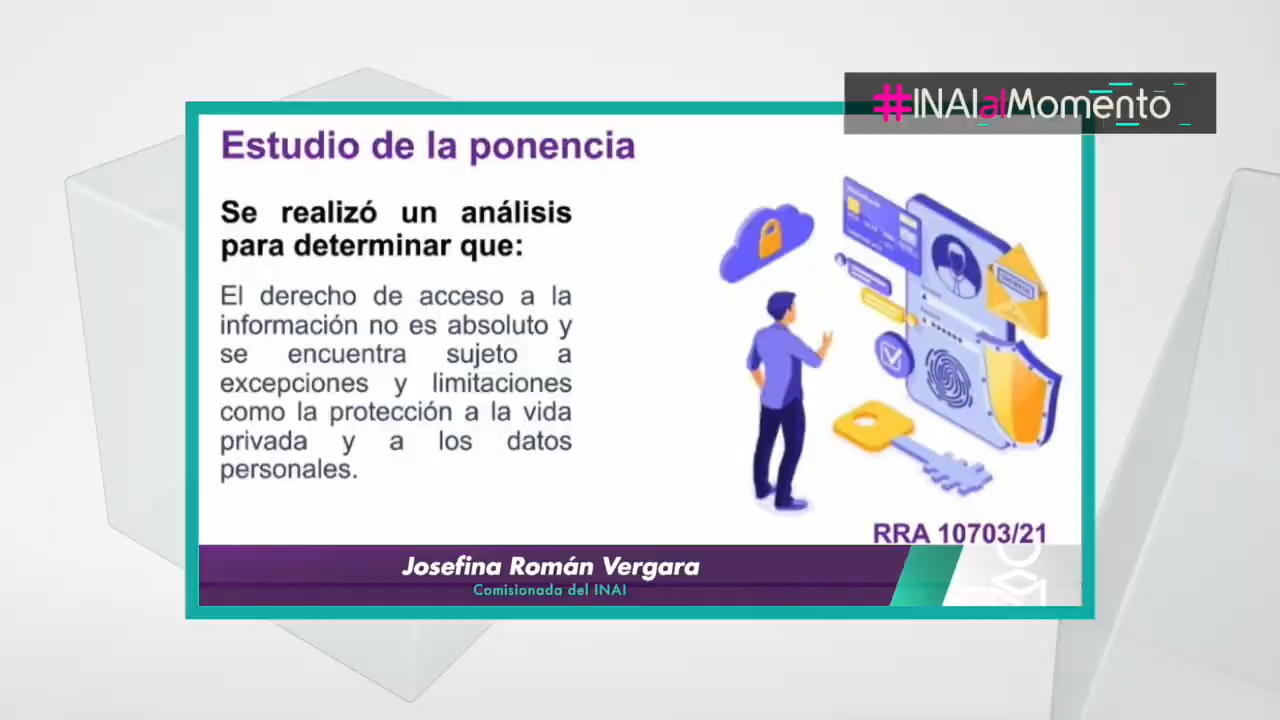 #INAIalMomento
Estudio de la ponencia
Se realizó un análisis
para determinar que:
El derecho de acceso a la
información no es absoluto y
se encuentra sujeto a
excepciones y limitaciones
como la protección a la vida
privada y a los datos
personales.
RRA 10703/21
Josefina Román Vergara
Comisionada del INAI